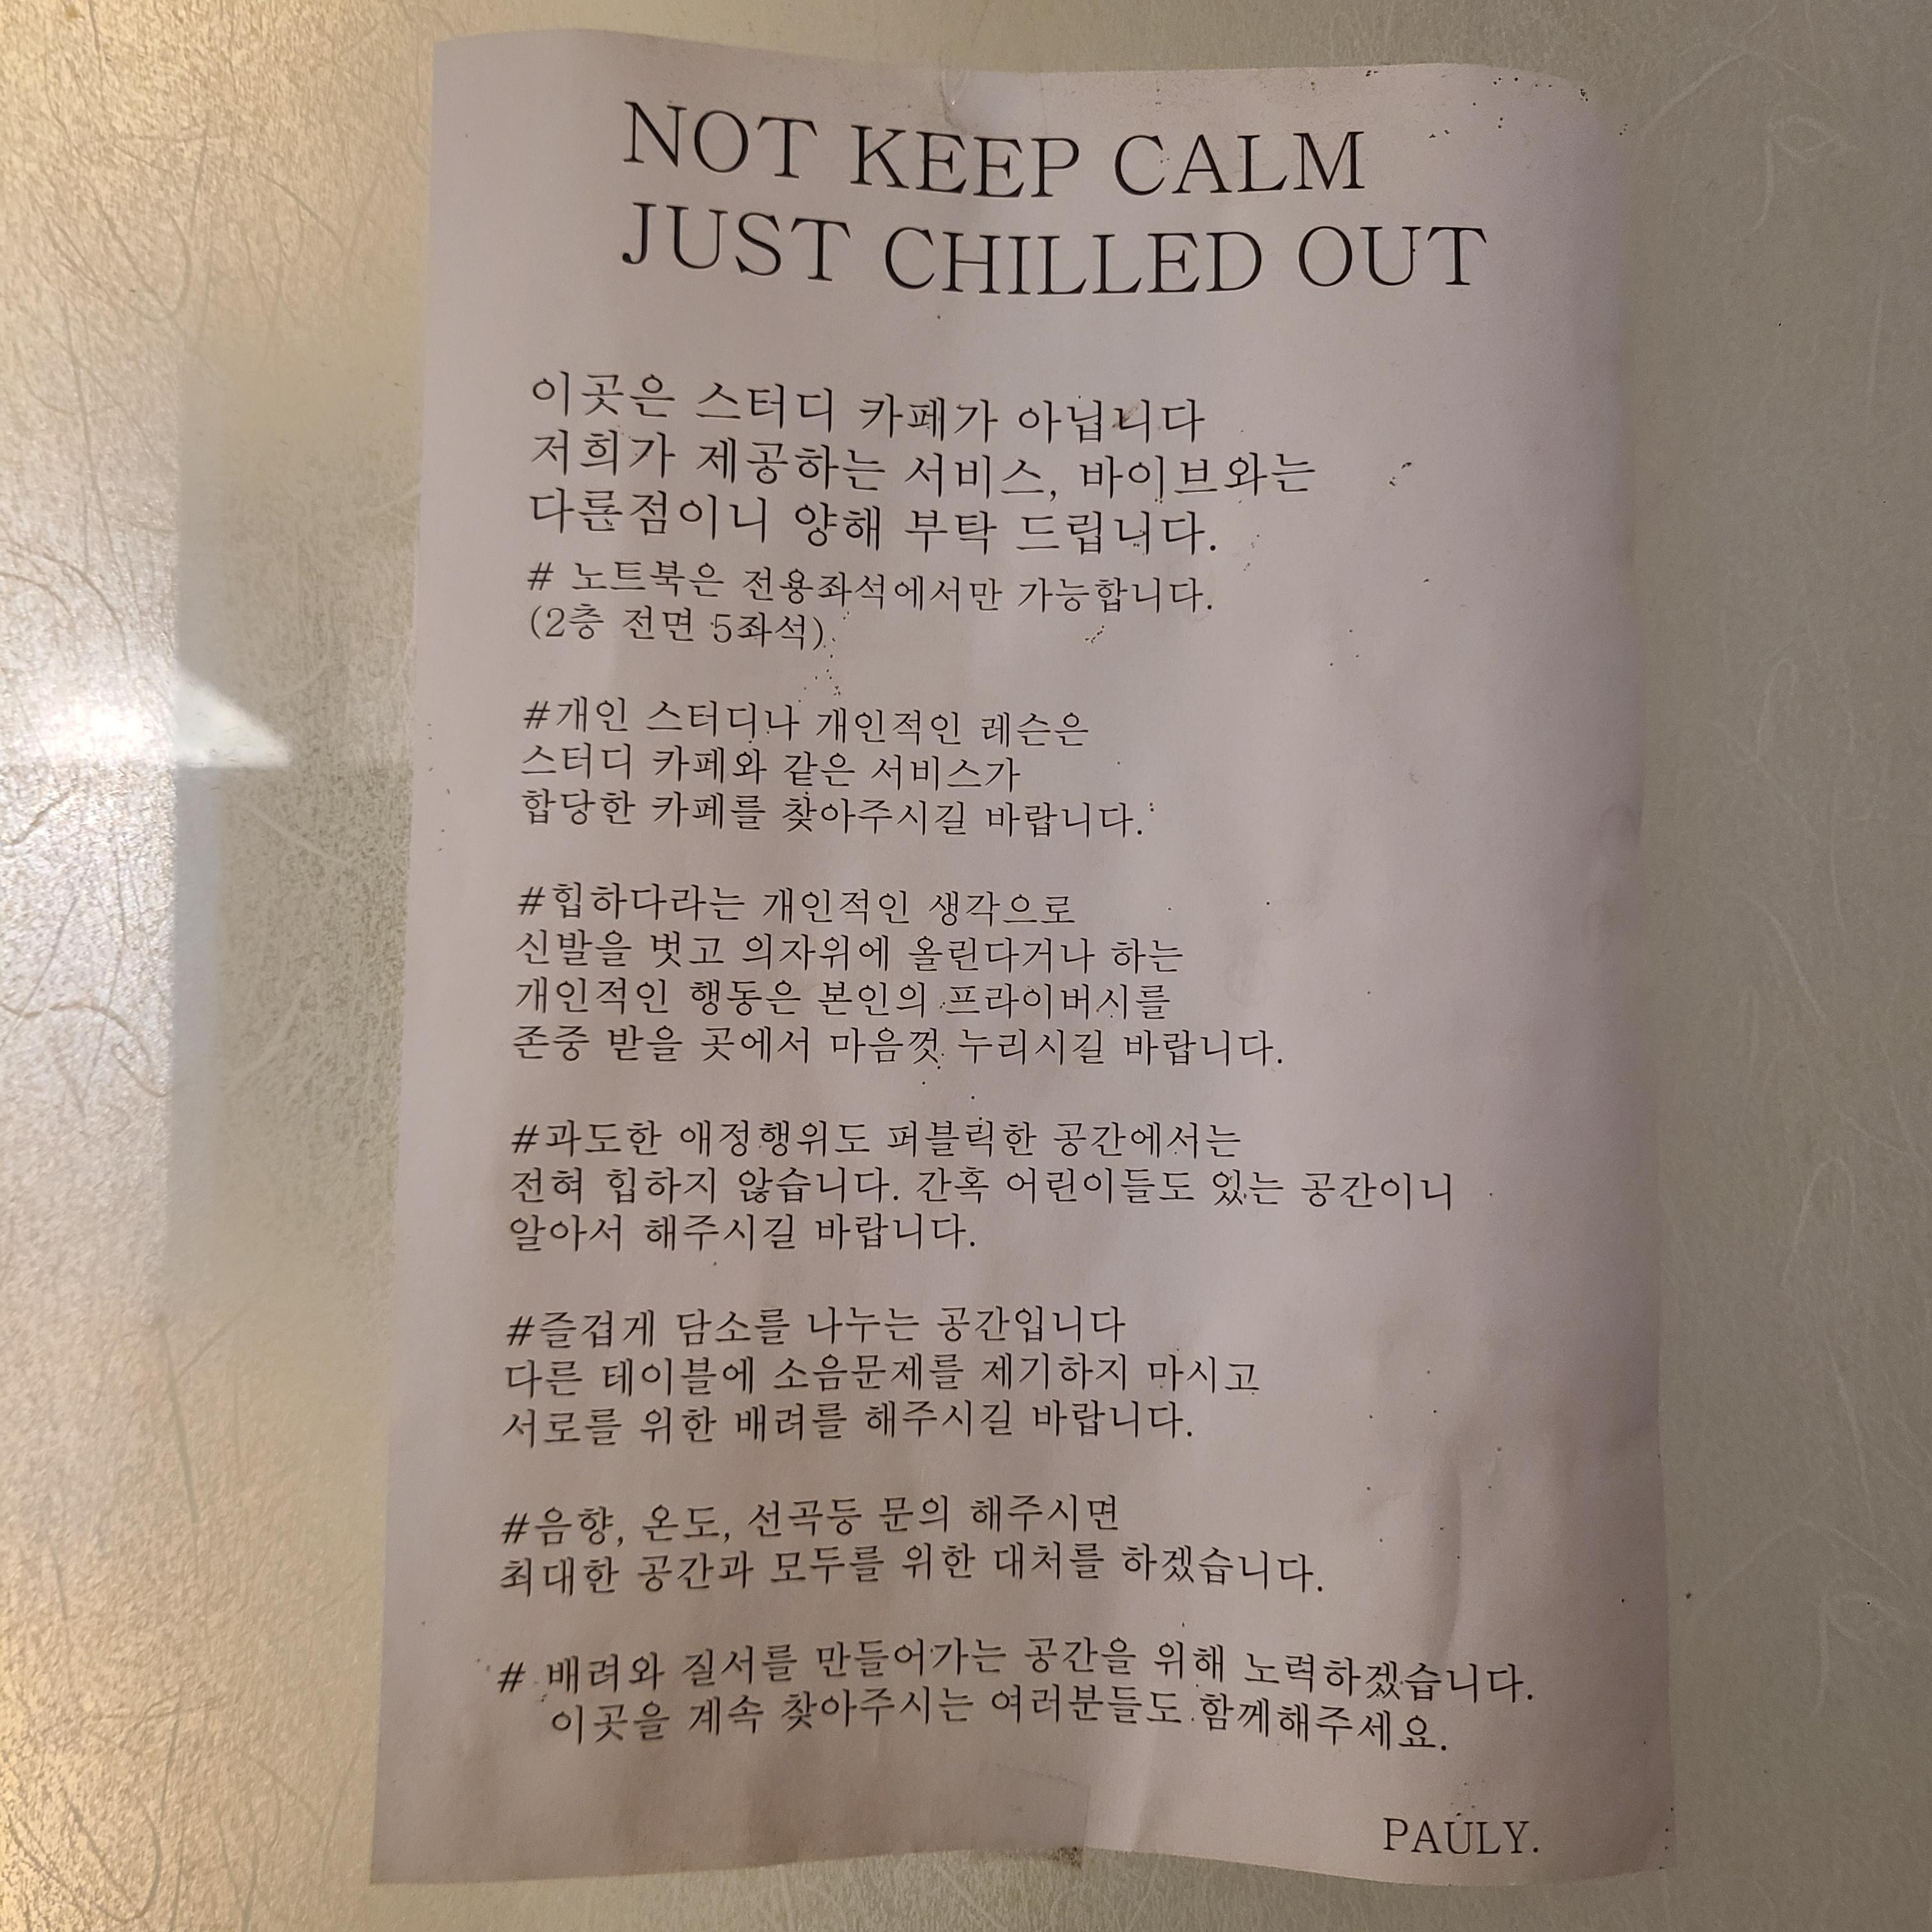 NOT KEEP CALM
JUST CHILLED OUT
이곳은 스터디 카페가 아닙니다
저희가 제공하는 서비스, 바이브와는
다른점이니 양해 부탁 드립니다.
# 노트북은 전용좌석에서만 가능합니다.
(2층 전면 5좌석)
#개인 스터디나 개인적인 레슨은
스터디 카페와 같은 서비스가
합당한 카페를 찾아주시길 바랍니다.
#힙하다라는 개인적인 생각으로
신발을 벗고 의자위에 올린다거나 하는
개인적인 행동은 본인의 프라이버시를
존중 받을 곳에서 마음껏 누리시길 바랍니다.
#과도한 애정행위도 퍼블릭한 공간에서는
전혀 힙하지 않습니다. 간혹 어린이들도 있는 공간이니
알아서 해주시길 바랍니다.
#즐겁게 담소를 나누는 공간입니다
다른 테이블에 소음문제를 제기하지 마시고
서로를 위한 배려를 해주시길 바랍니다.
#음향, 온도, 선곡등 문의 해주시면
최대한 공간과 모두를 위한 대처를 하겠습니다.
# 배려와 질서를 만들어가는 공간을 위해 노력하겠습니다.
이곳을 계속 찾아주시는 여러분들도 함께해주세요.
PAULY.